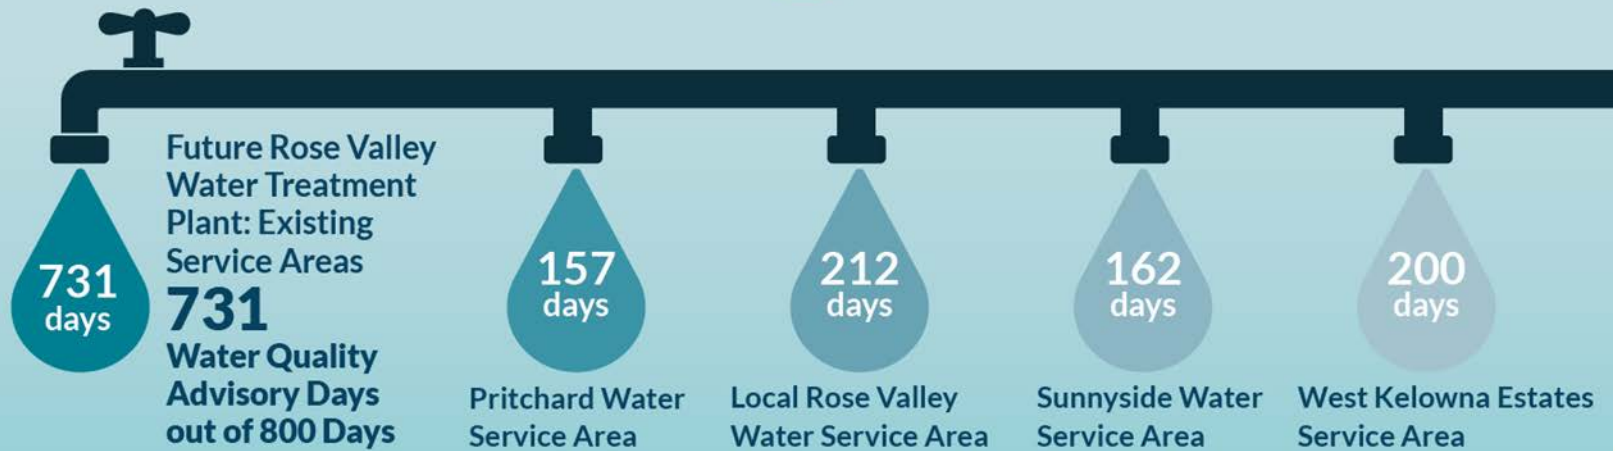 731
days
Future Rose Valley
Water Treatment
Plant: Existing
Service Areas
731
Water Quality
Advisory Days
out of 800 Days
157
days
Pritchard Water
Service Area
212
days
Local Rose Valley
Water Service Area
162
days
Sunnyside Water
Service Area
200
days
West Kelowna Estates
Service Area